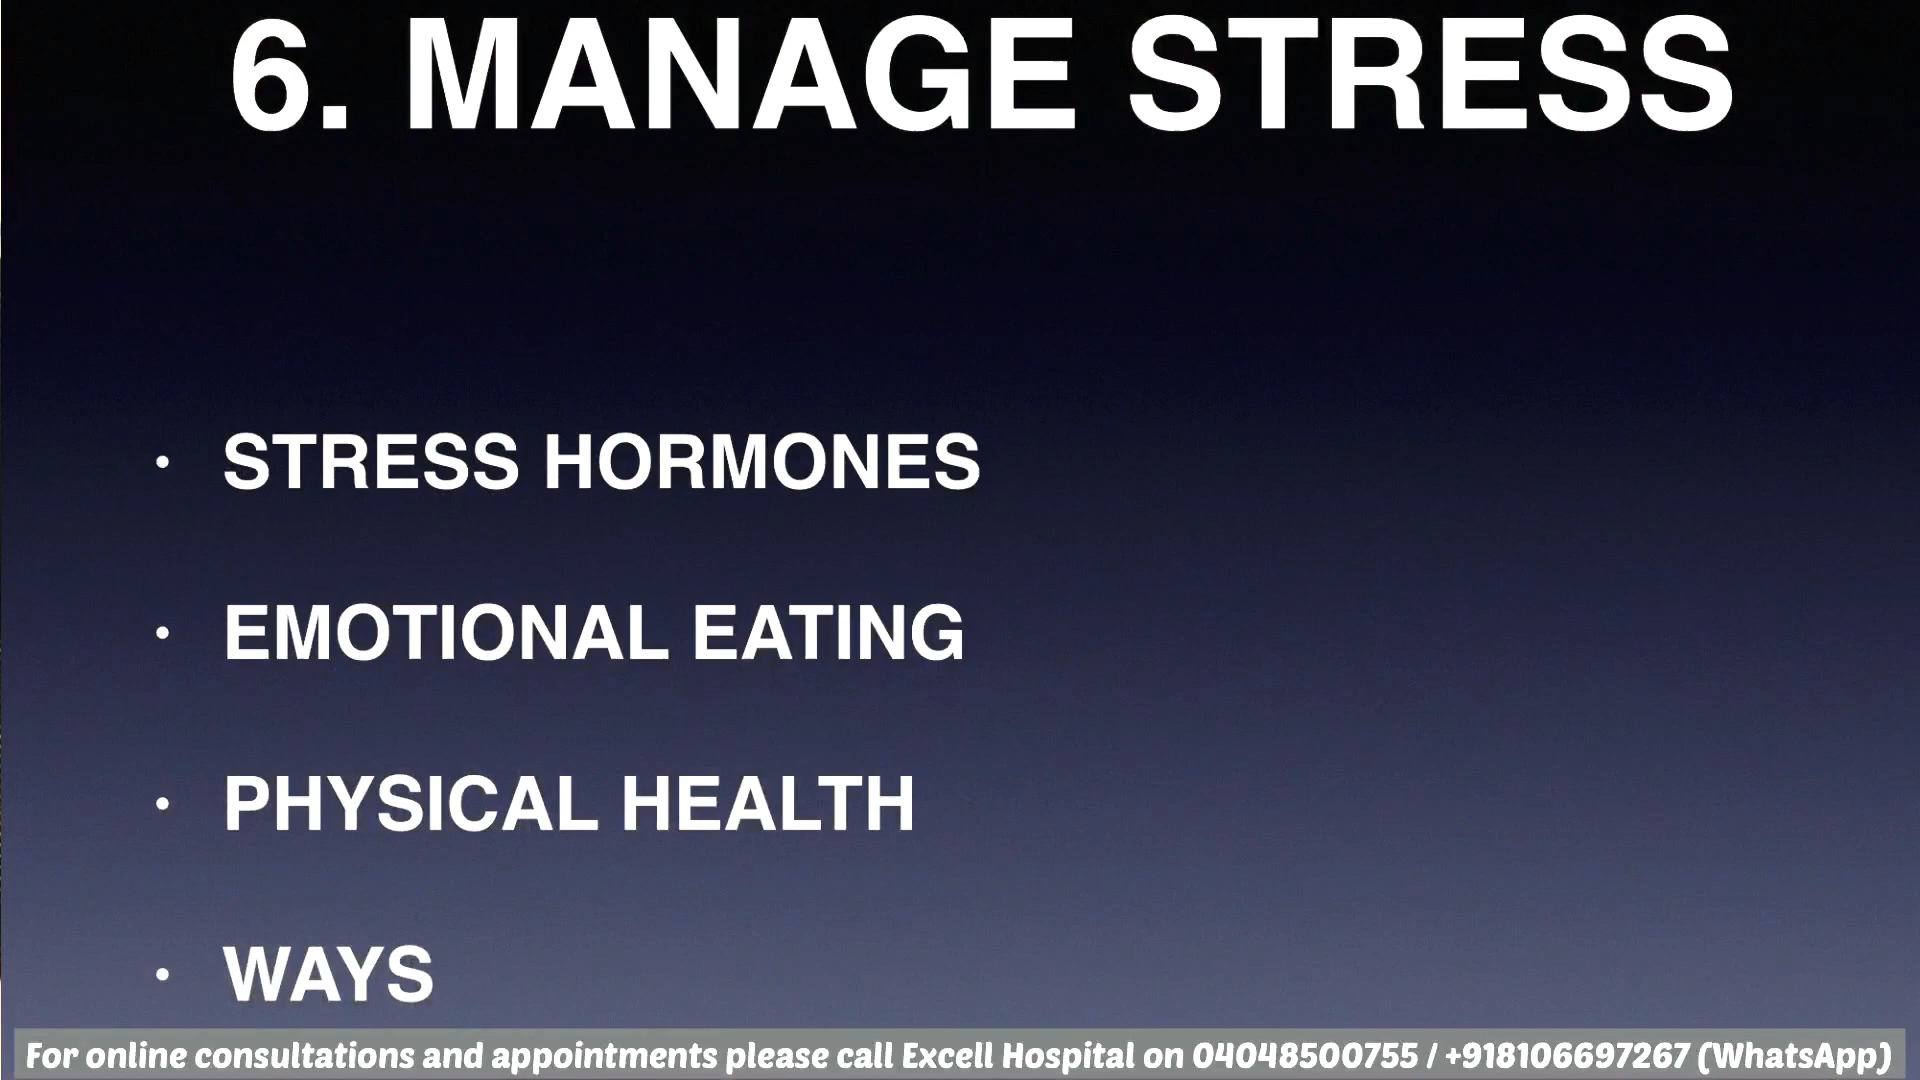 6. MANAGE STRESS
• STRESS HORMONES
• EMOTIONAL EATING
• PHYSICAL HEALTH
• WAYS
For online consultations and appointments please call Excell Hospital on 04048500755 / +918106697267 (WhatsApp)